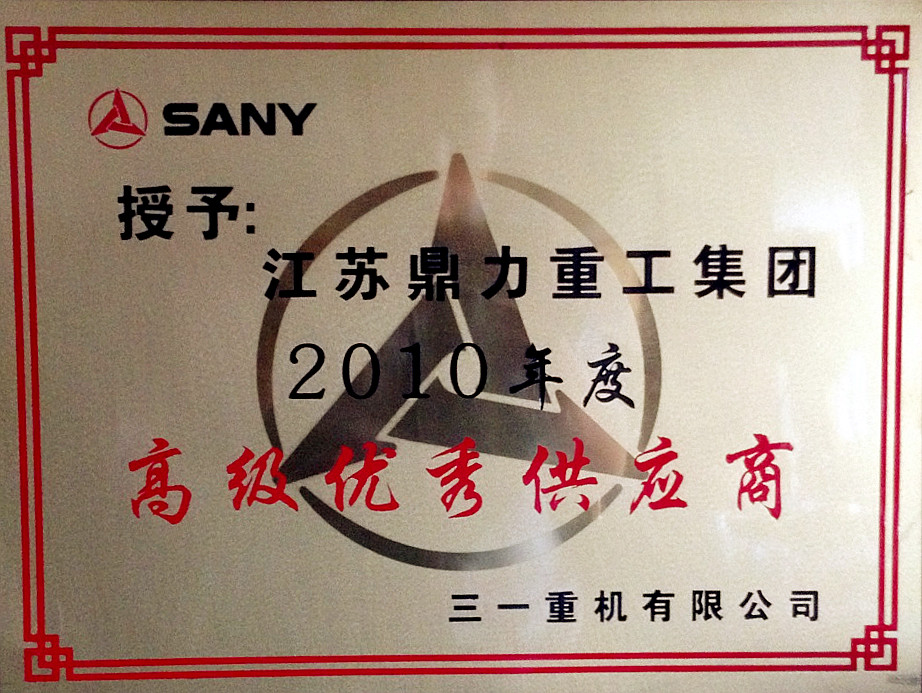 SANY
授予:
江苏鼎力重工集团
2010年度
高级优秀供应商
三一重机有限公司